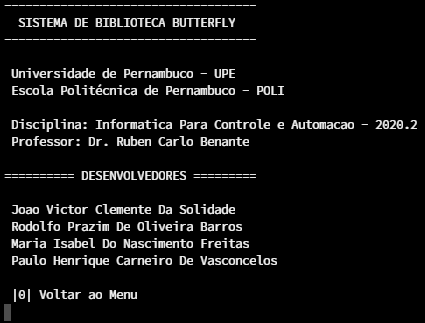 ------------------------------------
SISTEMA DE BIBLIOTECA BUTTERFLY
------------------------------------
Universidade de Pernambuco - UPE
Escola Politécnica de Pernambuco - POLI
Disciplina: Informatica Para Controle e Automacao - 2020.2
Professor: Dr. Ruben Carlo Benante
========== DESENVOLVEDORES =========
Joao Victor Clemente Da Solidade
Rodolfo Prazim De Oliveira Barros
Maria Isabel Do Nascimento Freitas
Paulo Henrique Carneiro De Vasconcelos
|0| Voltar ao Menu